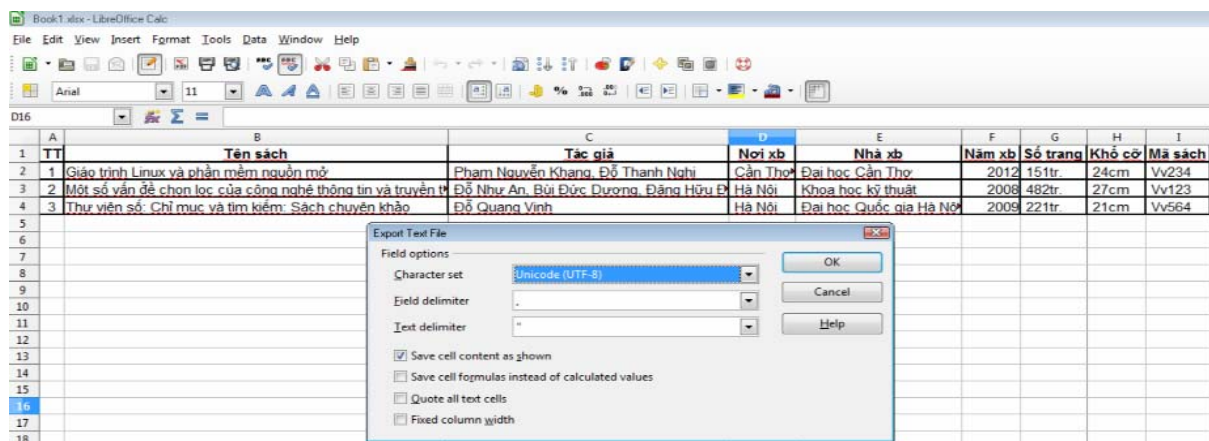 Book1.xlsx - LibreOffice Calc
File Edit View Insert Format Tools Data Window Help
Arial 11
D16
A B C D E F G H I
1 TT Tên sách Tác giả Nơi xb Nhà xb Năm xb Số trang Khổ cỡ Mã sách
2 1 Giáo trình Linux và phần mềm nguồn mở Phạm Nguyễn Khang, Đỗ Thanh Nghị Cần Thơ Đại học Cần Thơ 2012 151tr. 24cm Vv234
3 2 Một số vấn đề chọn lọc của công nghệ thông tin và truyền t Đỗ Như An, Bùi Đức Dương, Đặng Hữu Đ Hà Nội Khoa học kỹ thuật 2008 482tr. 27cm Vv123
4 3 Thư viện số: Chỉ mục và tìm kiếm: Sách chuyên khảo Đỗ Quang Vinh Hà Nội Đại học Quốc gia Hà Nộ 2009 221tr. 21cm Vv564
5
6
7
8
9
10
11
12
13
14
15
16
17
18
Export Text File
Field options
Character set Unicode (UTF-8)
Field delimiter ,
Text delimiter "
Save cell content as shown
Save cell formulas instead of calculated values
Quote all text cells
Fixed column width
OK
Cancel
Help